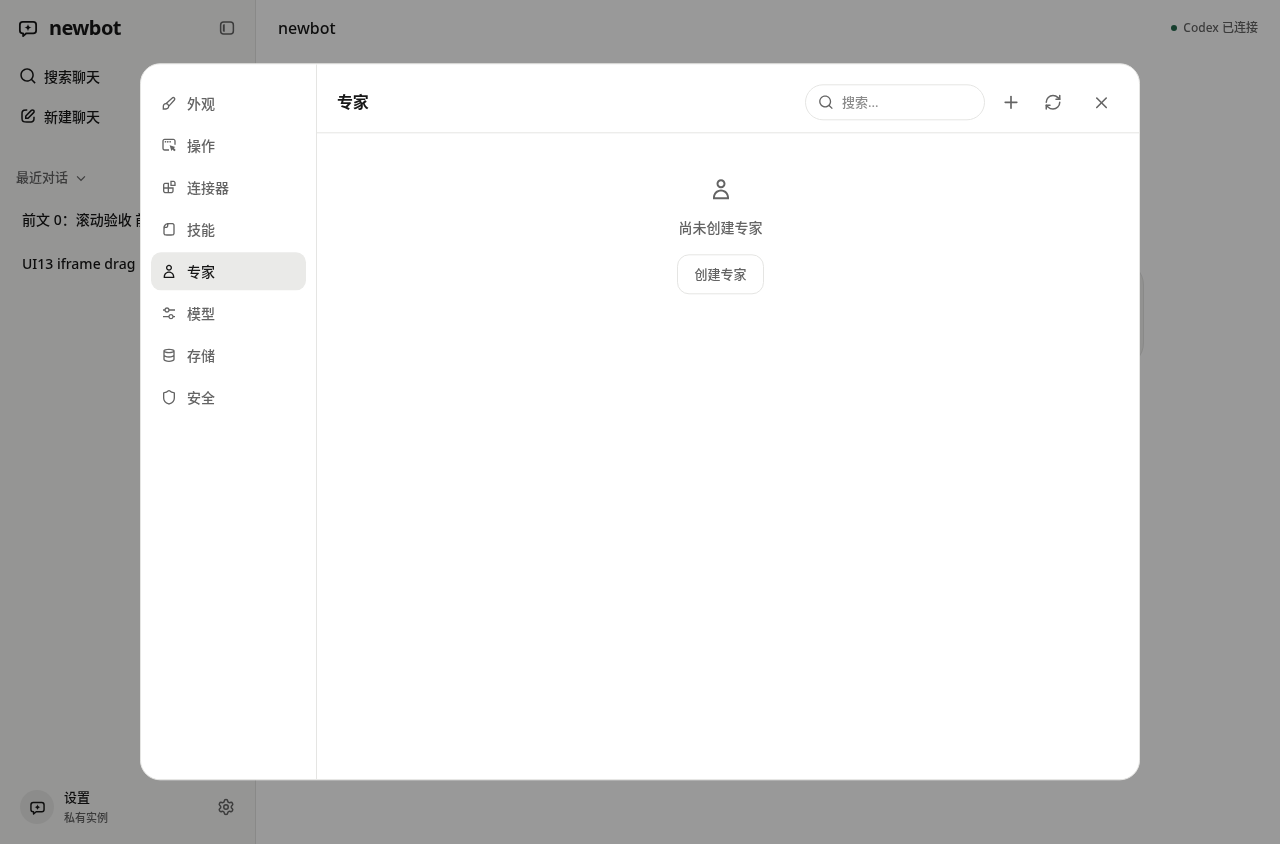 newbot
newbot
Codex 已连接
搜索聊天
新建聊天
最近对话
前文 0：滚动验收
UI13 iframe drag
外观
操作
连接器
技能
专家
模型
存储
安全
专家
搜索...
尚未创建专家
创建专家
设置
私有实例